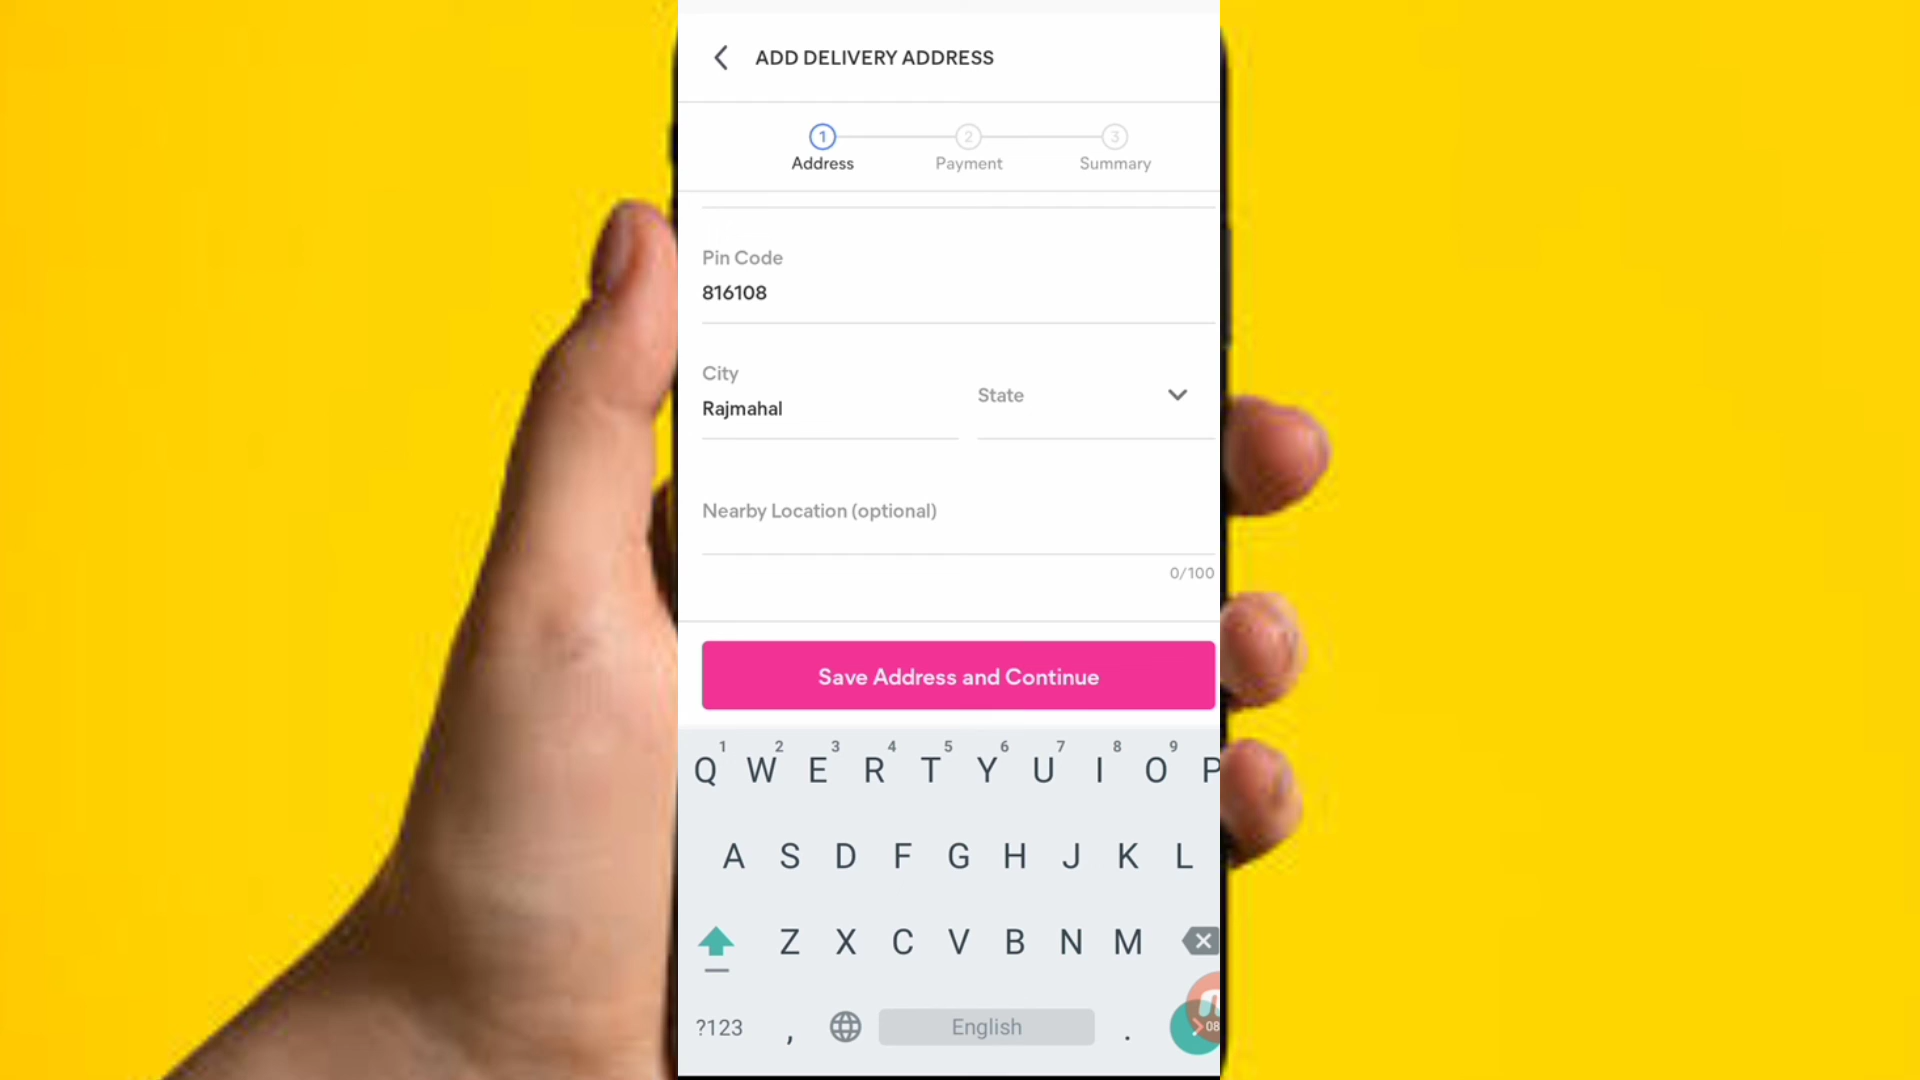 ADD DELIVERY ADDRESS
1 2 3
Address Payment Summary
Pin Code
816108
City
Rajmahal
State
Nearby Location (optional)
0/100
Save Address and Continue
1 2 3 4 5 6 7 8 9
Q W E R T Y U I O P
A S D F G H J K L
Z X C V B N M
?123 , English .
08